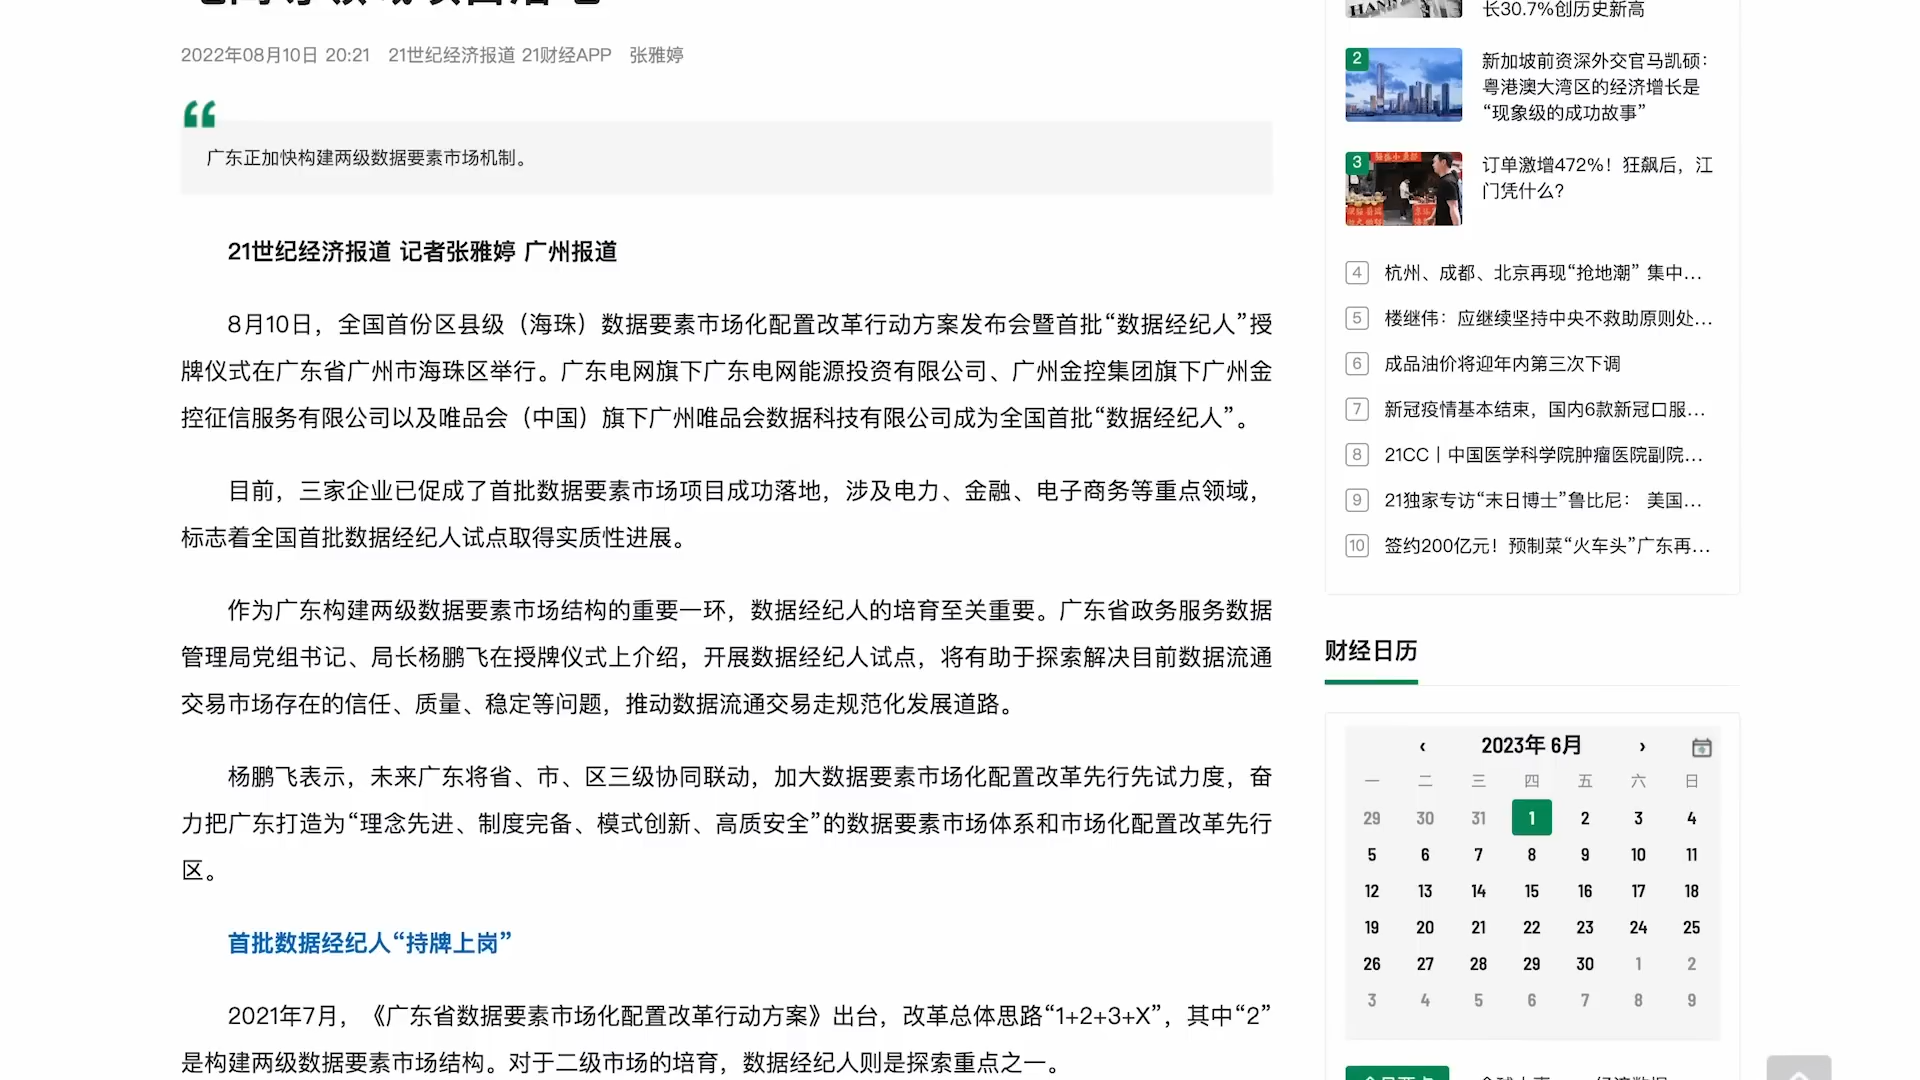 2022年08月10日 20:21 21世纪经济报道 21财经APP 张雅婷
广东正加快构建两级数据要素市场机制。
21世纪经济报道 记者张雅婷 广州报道
8月10日，全国首份区县级（海珠）数据要素市场化配置改革行动方案发布会暨首批“数据经纪人”授
牌仪式在广东省广州市海珠区举行。广东电网旗下广东电网能源投资有限公司、广州金控集团旗下广州金
控征信服务有限公司以及唯品会（中国）旗下广州唯品会数据科技有限公司成为全国首批“数据经纪人”。
目前，三家企业已促成了首批数据要素市场项目成功落地，涉及电力、金融、电子商务等重点领域，
标志着全国首批数据经纪人试点取得实质性进展。
作为广东构建两级数据要素市场结构的重要一环，数据经纪人的培育至关重要。广东省政务服务数据
管理局党组书记、局长杨鹏飞在授牌仪式上介绍，开展数据经纪人试点，将有助于探索解决目前数据流通
交易市场存在的信任、质量、稳定等问题，推动数据流通交易走规范化发展道路。
杨鹏飞表示，未来广东将省、市、区三级协同联动，加大数据要素市场化配置改革先行先试力度，奋
力把广东打造为“理念先进、制度完备、模式创新、高质安全”的数据要素市场体系和市场化配置改革先行
区。
首批数据经纪人“持牌上岗”
2021年7月，《广东省数据要素市场化配置改革行动方案》出台，改革总体思路“1+2+3+X”，其中“2”
是构建两级数据要素市场结构。对于二级市场的培育，数据经纪人则是探索重点之一。
长30.7%创历史新高
2
新加坡前资深外交官马凯硕：
粤港澳大湾区的经济增长是
“现象级的成功故事”
3
订单激增472%！狂飙后，江
门凭什么？
4 杭州、成都、北京再现“抢地潮” 集中...
5 楼继伟：应继续坚持中央不救助原则处...
6 成品油价将迎年内第三次下调
7 新冠疫情基本结束，国内6款新冠口服...
8 21CC丨中国医学科学院肿瘤医院副院...
9 21独家专访“末日博士”鲁比尼： 美国...
10 签约200亿元！预制菜“火车头”广东再...
财经日历
‹ 2023年 6月 ›
一 二 三 四 五 六 日
29 30 31 1 2 3 4
5 6 7 8 9 10 11
12 13 14 15 16 17 18
19 20 21 22 23 24 25
26 27 28 29 30 1 2
3 4 5 6 7 8 9